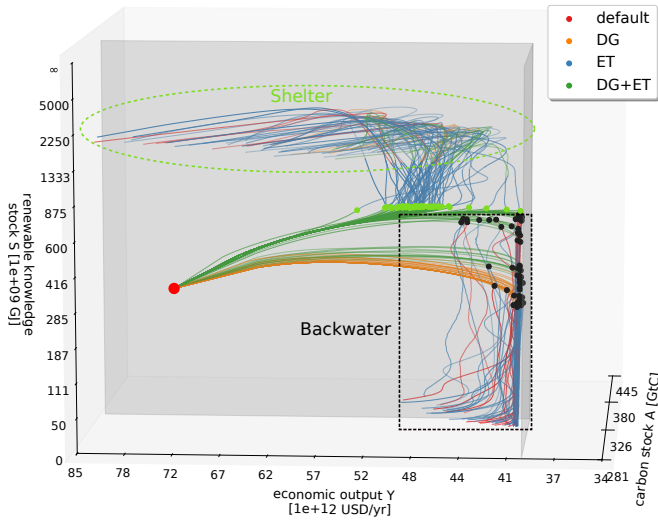 default
DG
ET
DG+ET
Shelter
Backwater
∞
5000
2250
1333
875
600
416
285
187
111
50
0
renewable knowledge
stock S [1e+09 GJ]
85
78
72
67
62
57
52
48
44
41
37
34
economic output Y
[1e+12 USD/yr]
445
380
326
281
carbon stock A [GtC]